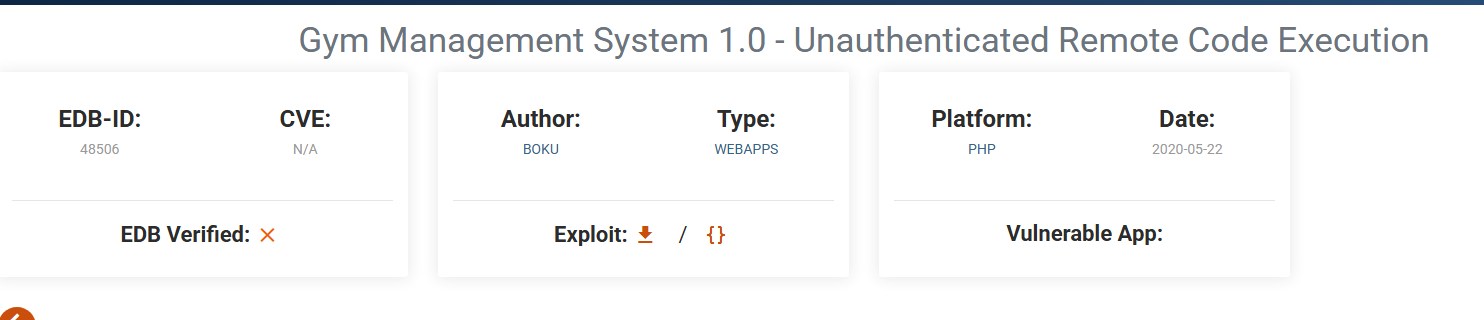 Gym Management System 1.0 - Unauthenticated Remote Code Execution
EDB-ID: CVE: Author: Type: Platform: Date:
48506 N/A BOKU WEBAPPS PHP 2020-05-22
EDB Verified: × Exploit: / {} Vulnerable App: